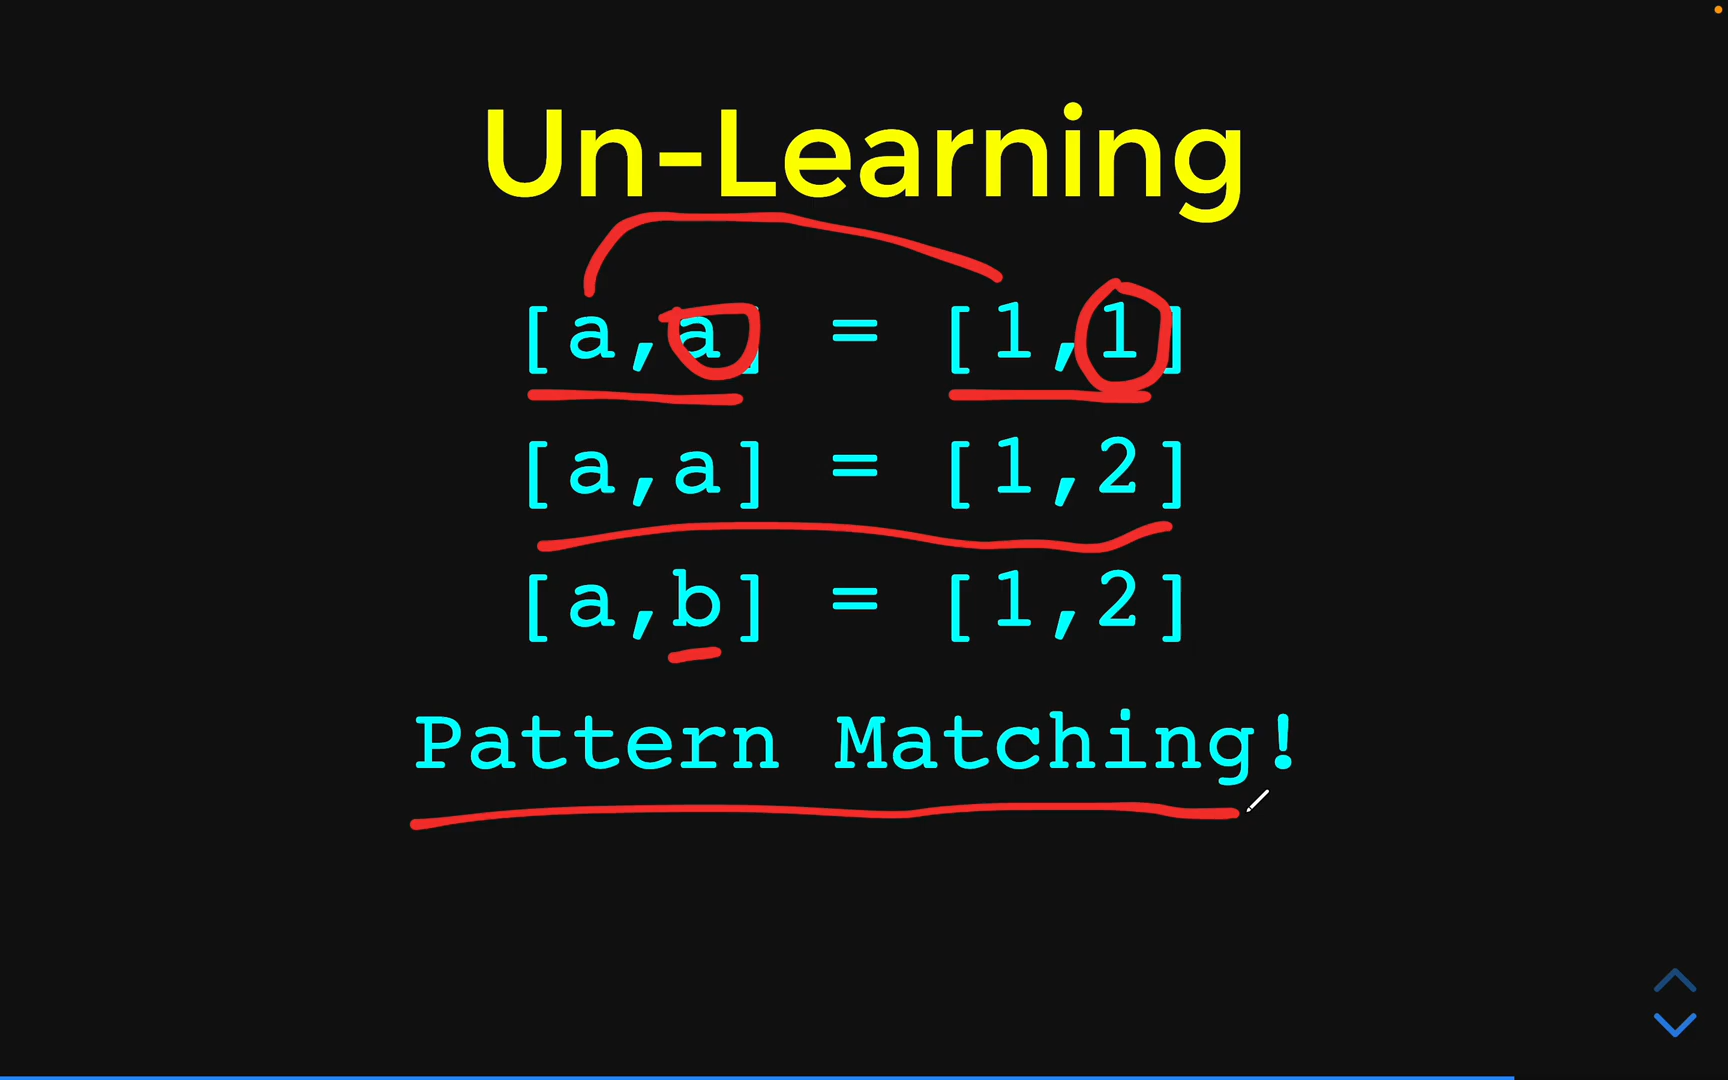 Un-Learning
[a,a] = [1,1]
[a,a] = [1,2]
[a,b] = [1,2]
Pattern Matching!